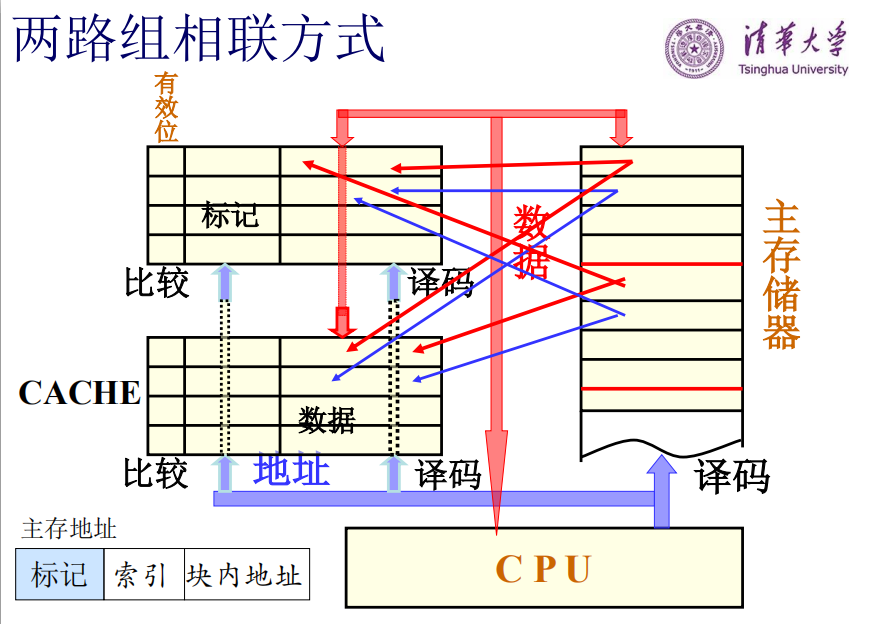 两路组相联方式
清華大学
Tsinghua University
有效位
标记
数据
主存储器
比较
译码
CACHE
数据
比较
地址
译码
译码
主存地址
标记
索引
块内地址
CPU